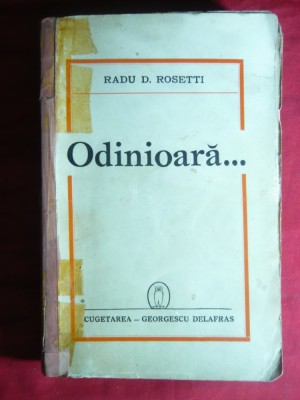 RADU D. ROSETTI
Odinioară...
CUGETAREA — GEORGESCU DELAFRAS